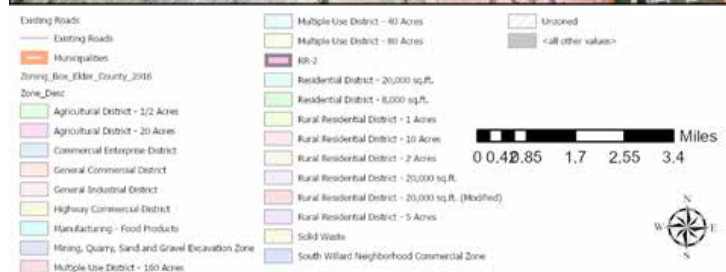 Existing Roads
Existing Roads
Municipalities
Zoning_Box_Elder_County_2016
Zone_Desc
Agricultural District - 1/2 Acres
Agricultural District - 20 Acres
Commercial Enterprise District
General Commercial District
General Industrial District
Highway Commercial District
Manufacturing - Food Products
Mining, Quarry, Sand and Gravel Excavation Zone
Multiple Use District - 160 Acres
Multiple Use District - 40 Acres
Multiple Use District - 80 Acres
RR-2
Residential District - 20,000 sq.ft.
Residential District - 8,000 sq.ft.
Rural Residential District - 1 Acres
Rural Residential District - 10 Acres
Rural Residential District - 2 Acres
Rural Residential District - 20,000 sq.ft.
Rural Residential District - 20,000 sq.ft. (Modified)
Rural Residential District - 5 Acres
Solid Waste
South Willard Neighborhood Commercial Zone
Unzoned
<all other values>
Miles
0 0.42 0.85 1.7 2.55 3.4
N
W E
S